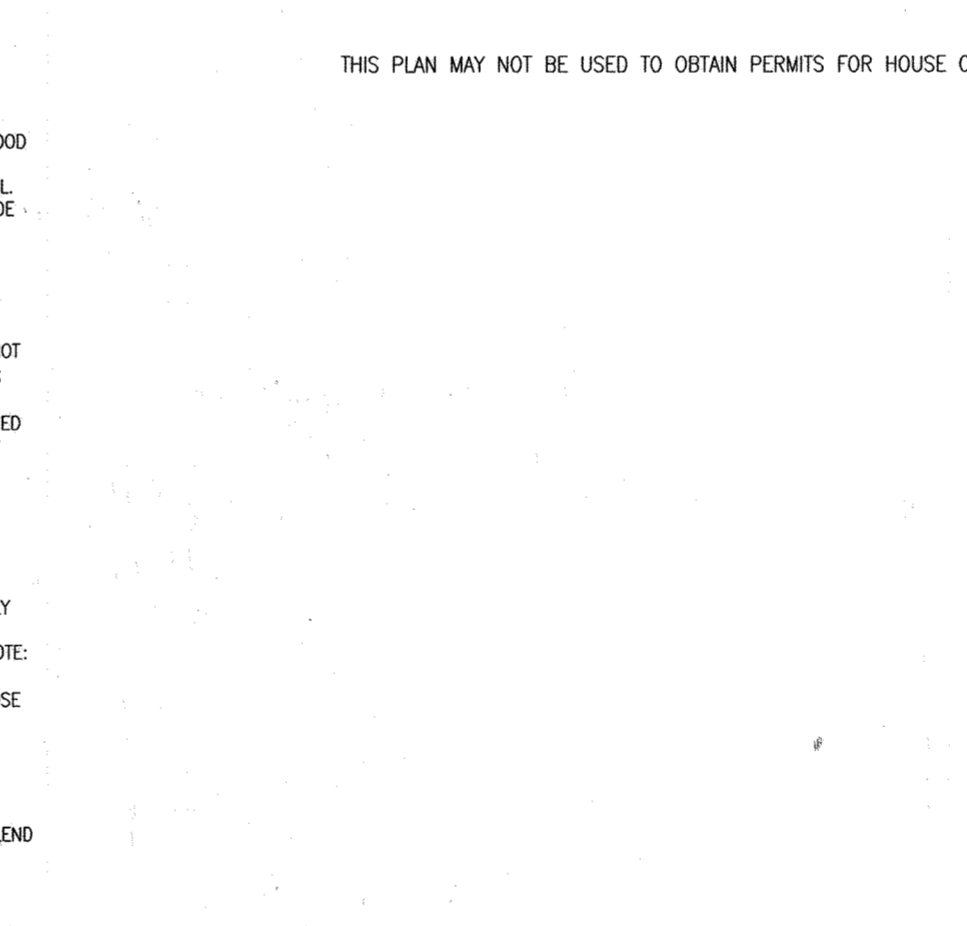 THIS PLAN MAY NOT BE USED TO OBTAIN PERMITS FOR HOUSE
OOD
L.
DE
OT
ED
Y
OTE:
SE
END